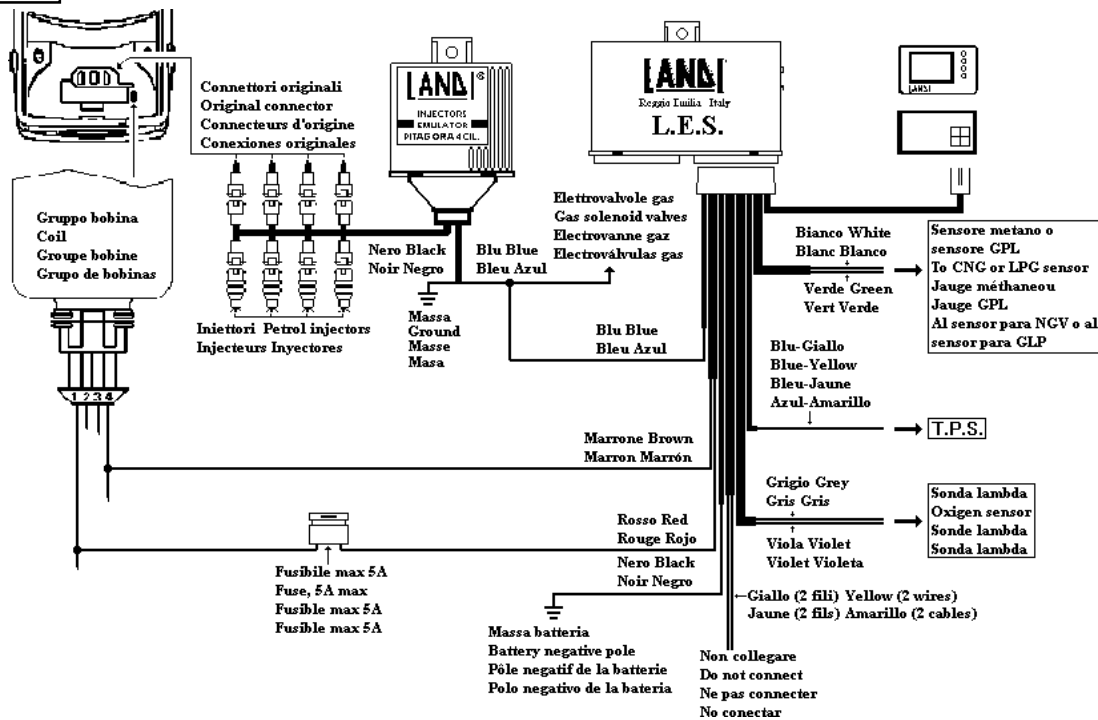 Connettori originali
Original connector
Connecteurs d'origine
Conexiones originales
LANDI®
INJECTORS
EMULATOR
PITAGORA 4 CIL.
LANDI
Reggio Emilia Italy
L.E.S.
LANDI
Gruppo bobina
Coil
Groupe bobine
Grupo de bobinas
1 2 3 4
Nero Black
Noir Negro
Blu Blue
Bleu Azul
Elettrovalvole gas
Gas solenoid valves
Electrovanne gaz
Electroválvulas gas
Iniettori Petrol injectors
Injecteurs Inyectores
Massa
Ground
Masse
Masa
Blu Blue
Bleu Azul
Bianco White
Blanc Blanco
Verde Green
Vert Verde
Sensore metano o
sensore GPL
To CNG or LPG sensor
Jauge méthaneou
Jauge GPL
Al sensor para NGV o al
sensor para GLP
Blu-Giallo
Blue-Yellow
Bleu-Jaune
Azul-Amarillo
T.P.S.
Marrone Brown
Marron Marrón
Grigio Grey
Gris Gris
Viola Violet
Violet Violeta
Sonda lambda
Oxigen sensor
Sonde lambda
Sonda lambda
Rosso Red
Rouge Rojo
Fusibile max 5A
Fuse, 5A max
Fusible max 5A
Fusible max 5A
Nero Black
Noir Negro
Massa batteria
Battery negative pole
Pôle negatif de la batterie
Polo negativo de la bateria
Giallo (2 fili) Yellow (2 wires)
Jaune (2 fils) Amarillo (2 cables)
Non collegare
Do not connect
Ne pas connecter
No conectar